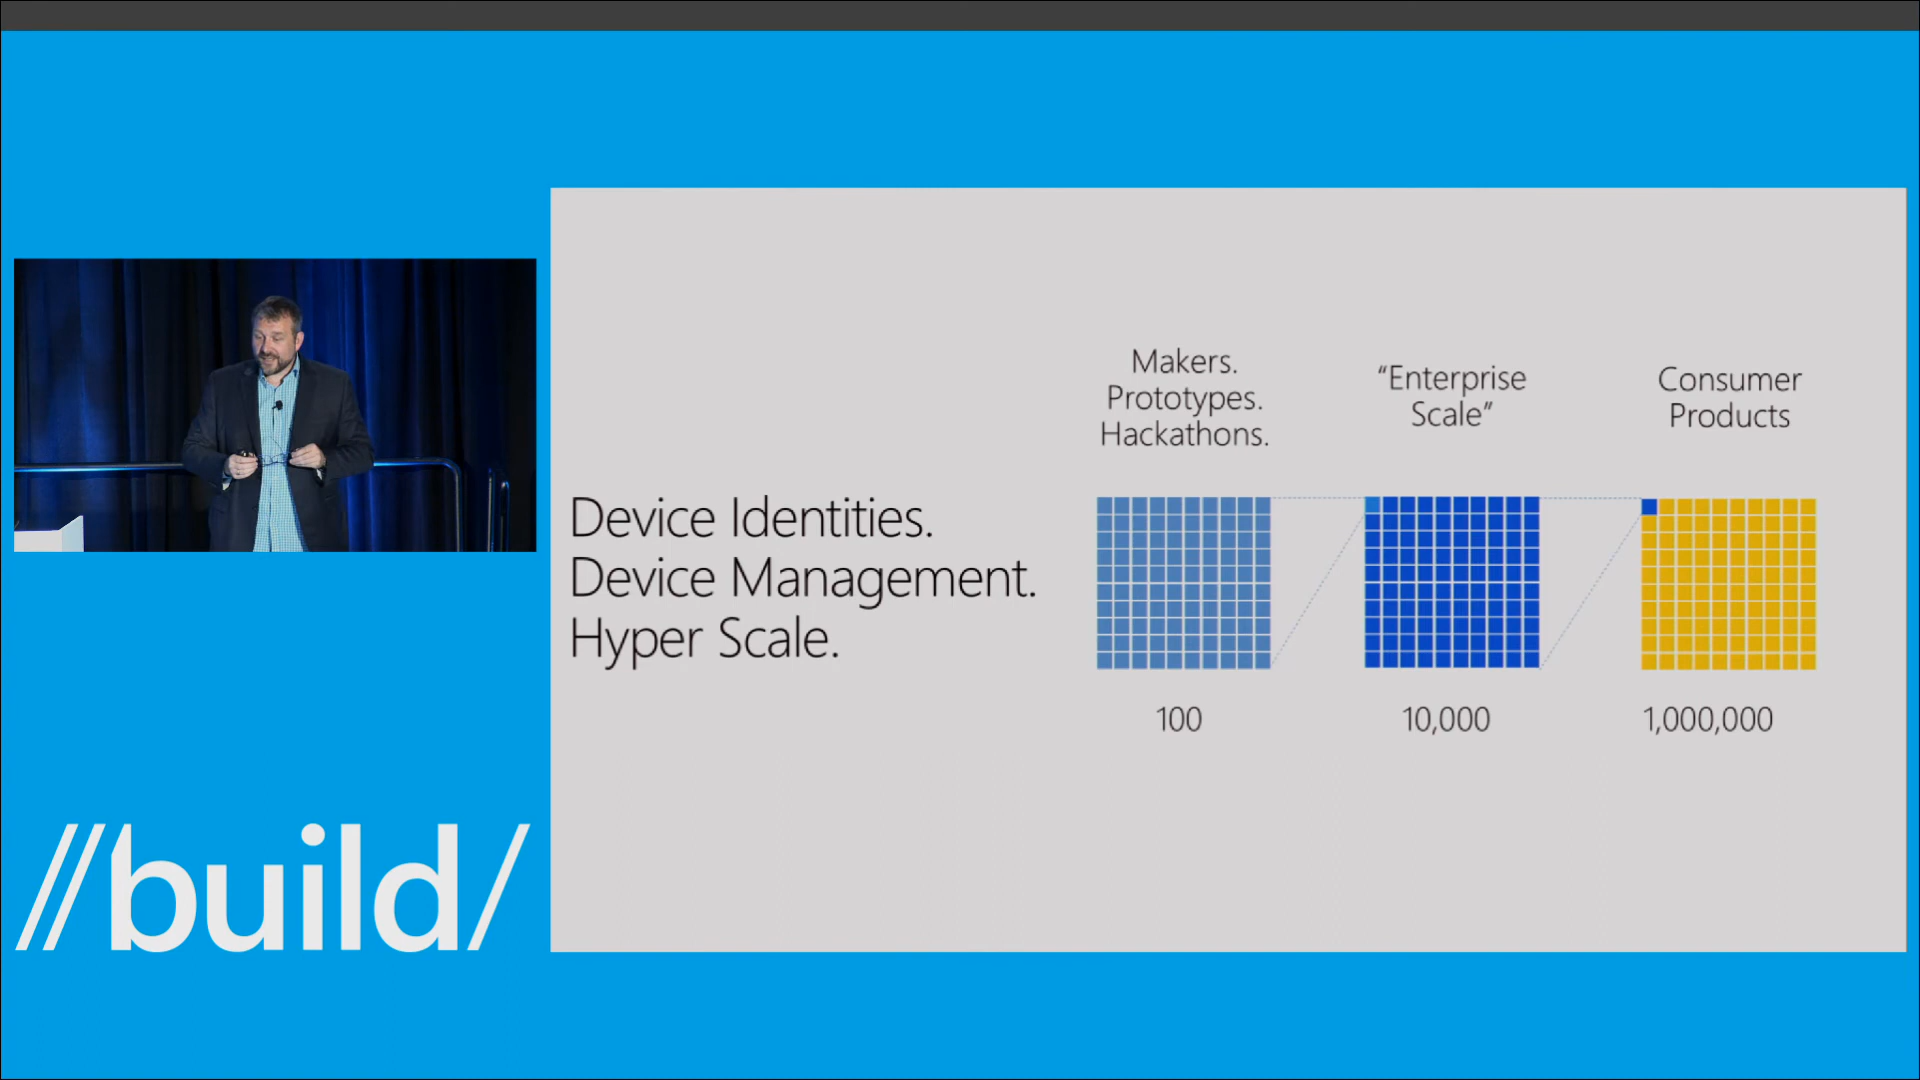 Makers.
Prototypes.
Hackathons.
“Enterprise
Scale”
Consumer
Products
Device Identities.
Device Management.
Hyper Scale.
100
10,000
1,000,000
//build/